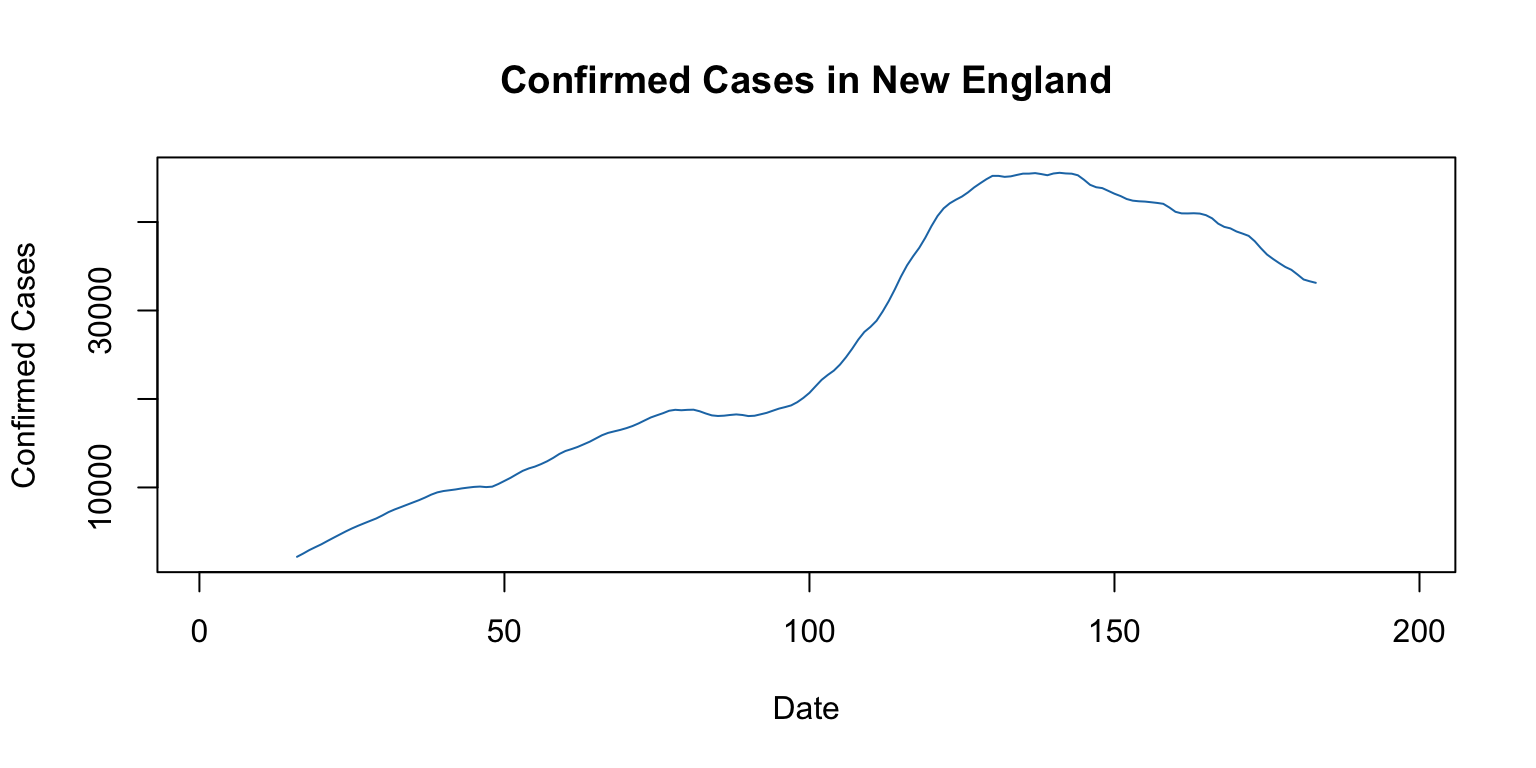 Confirmed Cases in New England
Confirmed Cases
30000
10000
0 50 100 150 200
Date